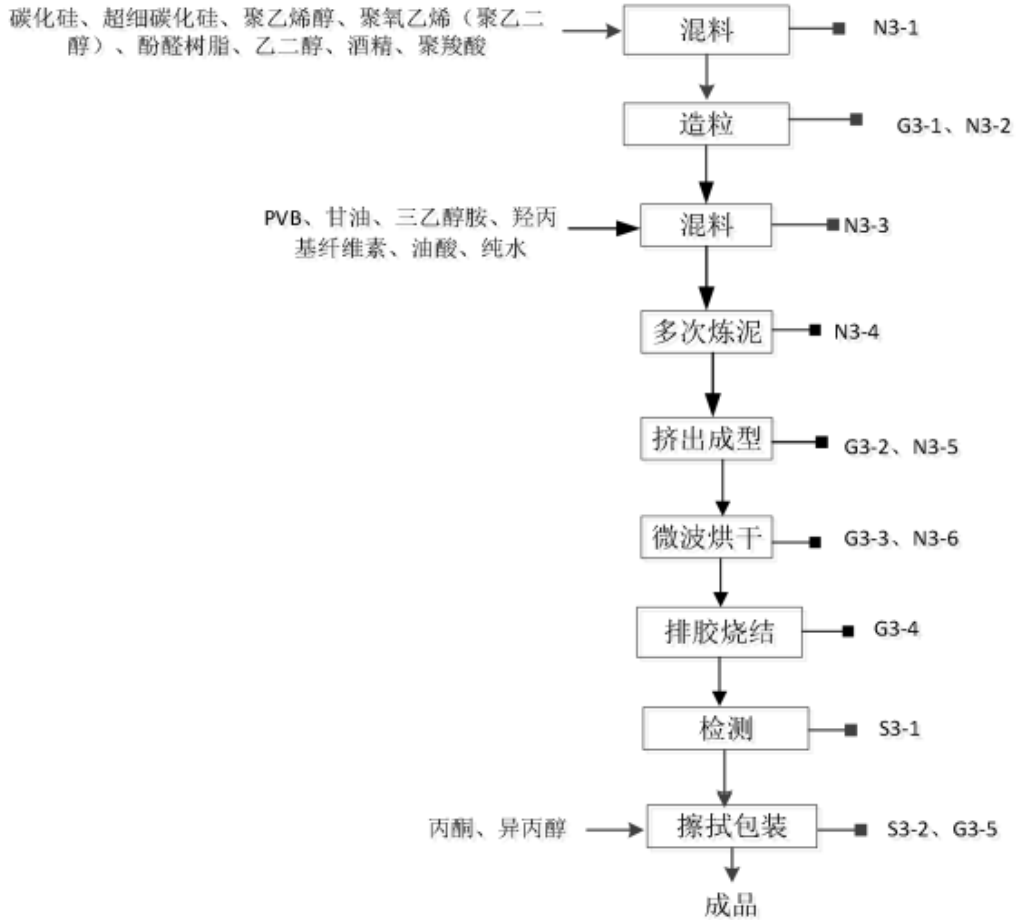 碳化硅、超细碳化硅、聚乙烯醇、聚氧乙烯（聚乙二
醇）、酚醛树脂、乙二醇、酒精、聚羧酸
混料
N3-1
造粒
G3-1、N3-2
PVB、甘油、三乙醇胺、羟丙
基纤维素、油酸、纯水
混料
N3-3
多次炼泥
N3-4
挤出成型
G3-2、N3-5
微波烘干
G3-3、N3-6
排胶烧结
G3-4
检测
S3-1
丙酮、异丙醇
擦拭包装
S3-2、G3-5
成品